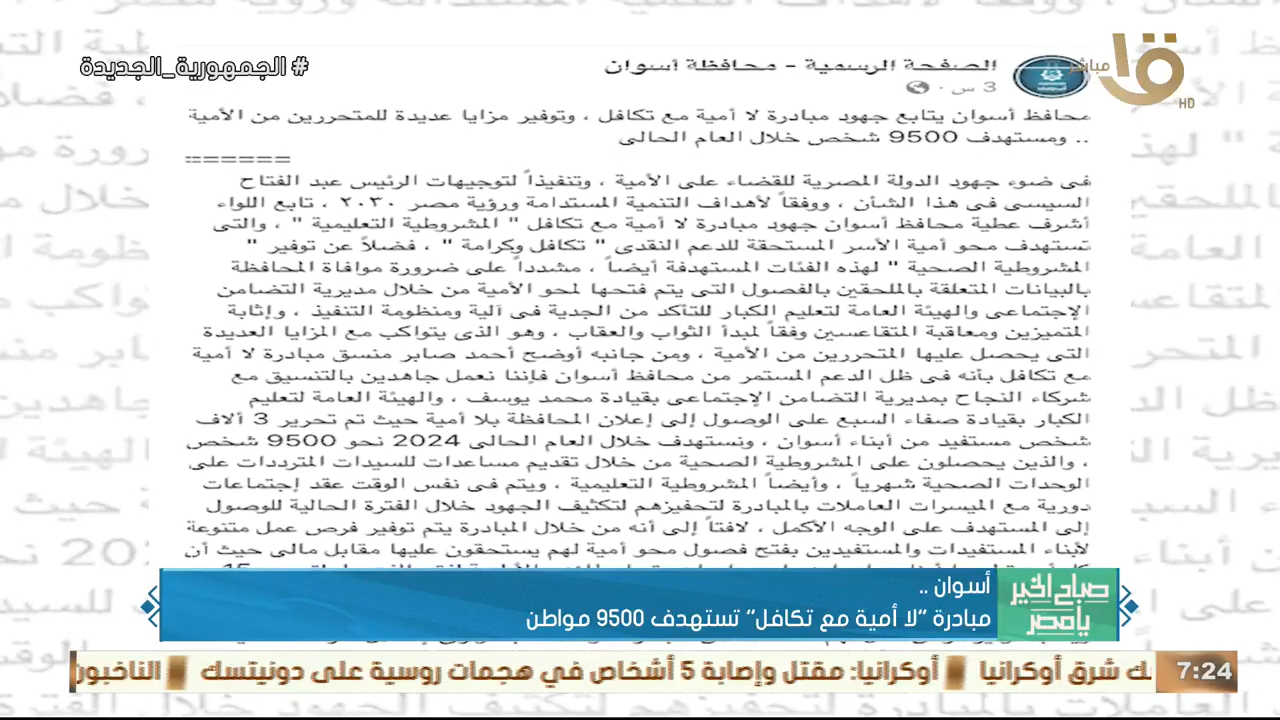 # الجمهورية_الجديدة
مباشر
HD
الصفحة الرسمية - محافظة أسوان
3 س ·
محافظ أسوان يتابع جهود مبادرة لا أمية مع تكافل ، وتوفير مزايا عديدة للمتحررين من الأمية
.. ومستهدف 9500 شخص خلال العام الحالى
======
فى ضوء جهود الدولة المصرية للقضاء على الأمية ، وتنفيذاً لتوجيهات الرئيس عبد الفتاح
السيسى فى هذا الشأن ، ووفقاً لأهداف التنمية المستدامة ورؤية مصر ٢٠٣٠ ، تابع اللواء
أشرف عطية محافظ أسوان جهود مبادرة لا أمية مع تكافل " المشروطية التعليمية " ، والتى
تستهدف محو أمية الأسر المستحقة للدعم النقدى " تكافل وكرامة " ، فضلاً عن توفير "
المشروطية الصحية " لهذه الفئات المستهدفة أيضاً ، مشدداً على ضرورة موافاة المحافظة
بالبيانات المتعلقة بالملحقين بالفصول التى يتم فتحها لمحو الأمية من خلال مديرية التضامن
الإجتماعى والهيئة العامة لتعليم الكبار للتأكد من الجدية فى آلية ومنظومة التنفيذ ، وإثابة
المتميزين ومعاقبة المتقاعسين وفقاً لمبدأ الثواب والعقاب ، وهو الذى يتواكب مع المزايا العديدة
التى يحصل عليها المتحررين من الأمية ، ومن جانبه أوضح أحمد صابر منسق مبادرة لا أمية
مع تكافل بأنه فى ظل الدعم المستمر من محافظ أسوان فإننا نعمل جاهدين بالتنسيق مع
شركاء النجاح بمديرية التضامن الإجتماعى بقيادة محمد يوسف ، والهيئة العامة لتعليم
الكبار بقيادة صفاء السبع على الوصول إلى إعلان المحافظة بلا أمية حيث تم تحرير 3 ألاف
شخص مستفيد من أبناء أسوان ، ونستهدف خلال العام الحالى 2024 نحو 9500 شخص
، والذين يحصلون على المشروطية الصحية من خلال تقديم مساعدات للسيدات المترددات على
الوحدات الصحية شهرياً ، وأيضاً المشروطية التعليمية ، ويتم فى نفس الوقت عقد إجتماعات
دورية مع الميسرات العاملات بالمبادرة لتحفيزهم لتكثيف الجهود خلال الفترة الحالية للوصول
إلى المستهدف على الوجه الأكمل ، لافتاً إلى أنه من خلال المبادرة يتم توفير فرص عمل متنوعة
لأبناء المستفيدات والمستفيدين بفتح فصول محو أمية لهم يستحقون عليها مقابل مالى حيث أن
صباح الخير يا مصر
أسوان ..
مبادرة "لا أمية مع تكافل" تستهدف 9500 مواطن
7:24
ك شرق أوكرانيا أوكرانيا: مقتل وإصابة 5 أشخاص في هجمات روسية على دونيتسك الناخبون